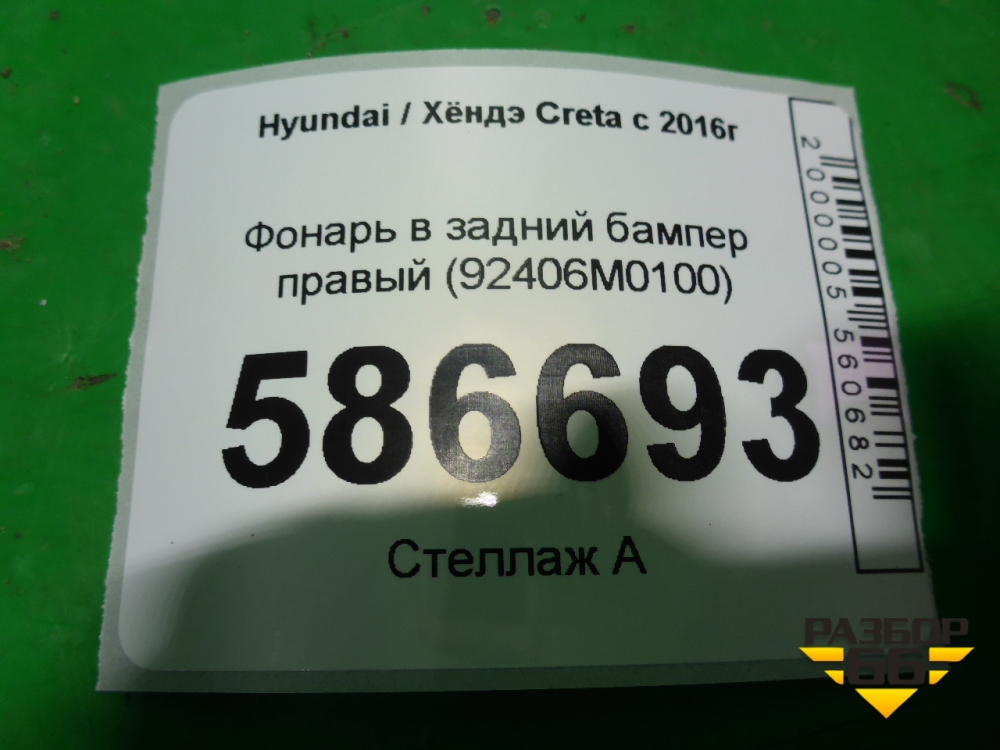 Hyundai / Хёндэ Creta с 2016г
Фонарь в задний бампер
правый (92406M0100)
586693
Стеллаж А
2000005560682
РАЗБОР
66